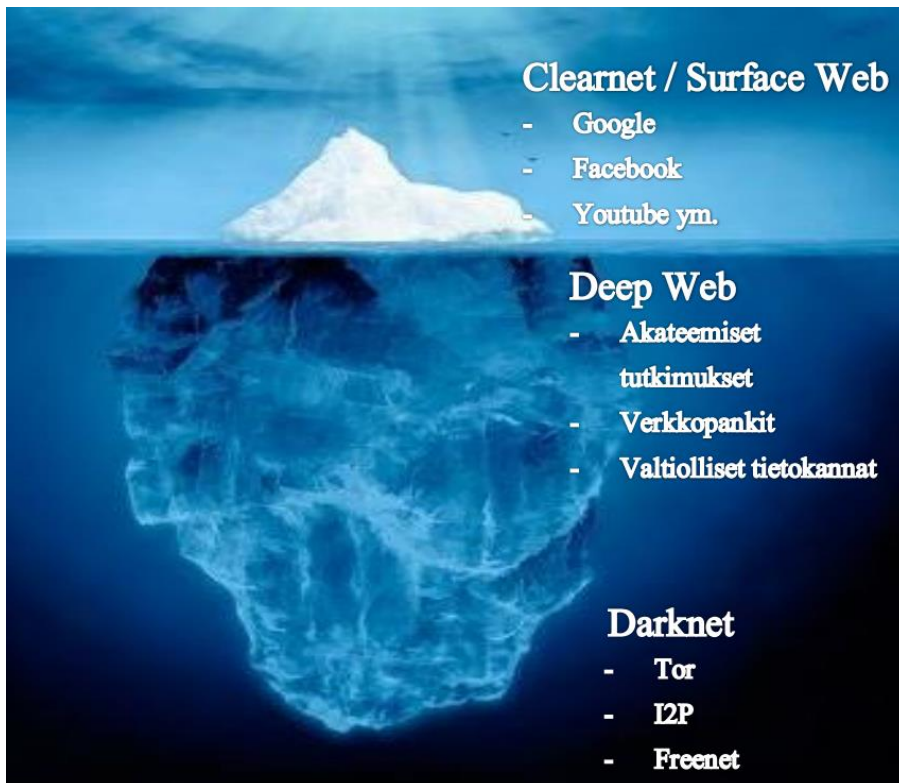 Clearnet / Surface Web
- Google
- Facebook
- Youtube ym.
Deep Web
- Akateemiset
tutkimukset
- Verkkopankit
- Valtiolliset tietokannat
Darknet
- Tor
- I2P
- Freenet